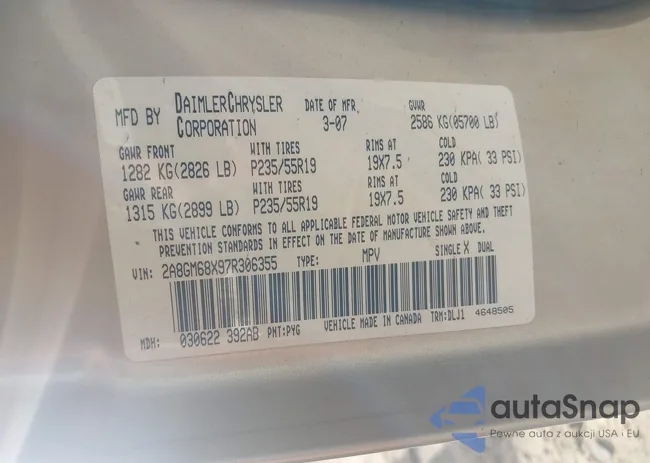 MFD BY DAIMLERCHRYSLER CORPORATION DATE OF MFR. 3-07 GVWR 2586 KG(05700 LB)
GAWR FRONT WITH TIRES RIMS AT COLD
1282 KG(2826 LB) P235/55R19 19X7.5 230 KPA( 33 PSI)
GAWR REAR WITH TIRES RIMS AT COLD
1315 KG(2899 LB) P235/55R19 19X7.5 230 KPA( 33 PSI)
THIS VEHICLE CONFORMS TO ALL APPLICABLE FEDERAL MOTOR VEHICLE SAFETY AND THEFT
PREVENTION STANDARDS IN EFFECT ON THE DATE OF MANUFACTURE SHOWN ABOVE.
VIN: 2A8GM68X97R306355 TYPE: MPV SINGLE X DUAL
MDH: 030622 392AB PNT:PYG VEHICLE MADE IN CANADA TRM:DLJ1 4648505
autoSnap
Pewne auta z aukcji USA i EU